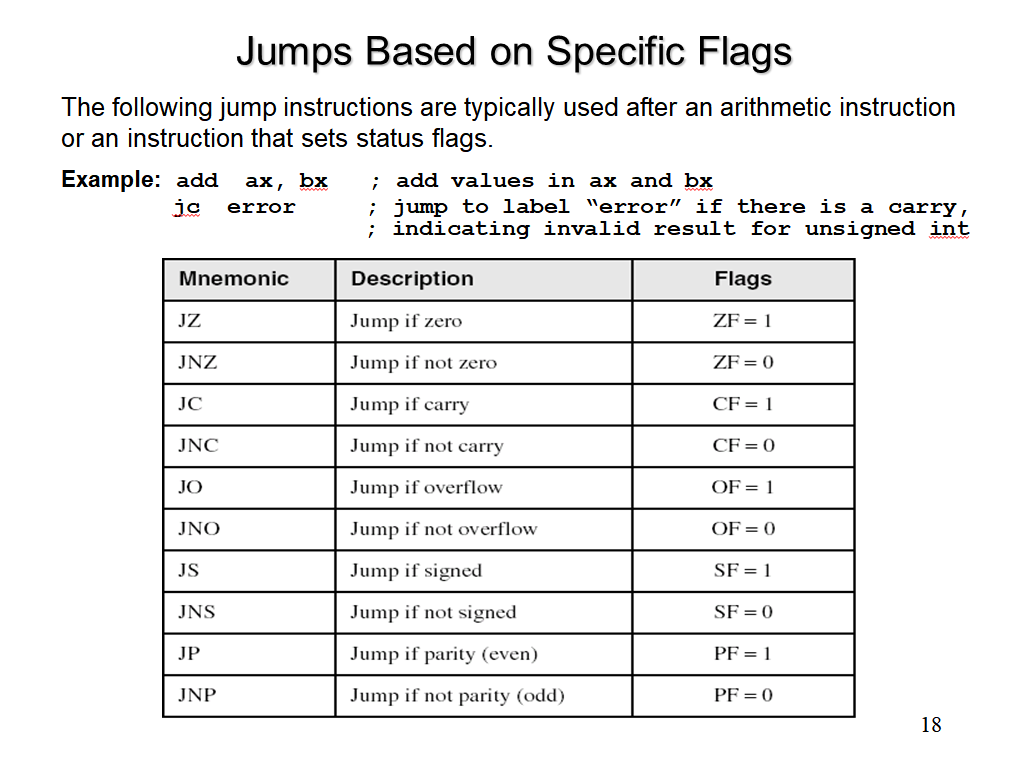 Jumps Based on Specific Flags
The following jump instructions are typically used after an arithmetic instruction
or an instruction that sets status flags.
Example: add ax, bx ; add values in ax and bx
jc error ; jump to label “error” if there is a carry,
; indicating invalid result for unsigned int
Mnemonic Description Flags
JZ Jump if zero ZF = 1
JNZ Jump if not zero ZF = 0
JC Jump if carry CF = 1
JNC Jump if not carry CF = 0
JO Jump if overflow OF = 1
JNO Jump if not overflow OF = 0
JS Jump if signed SF = 1
JNS Jump if not signed SF = 0
JP Jump if parity (even) PF = 1
JNP Jump if not parity (odd) PF = 0
18